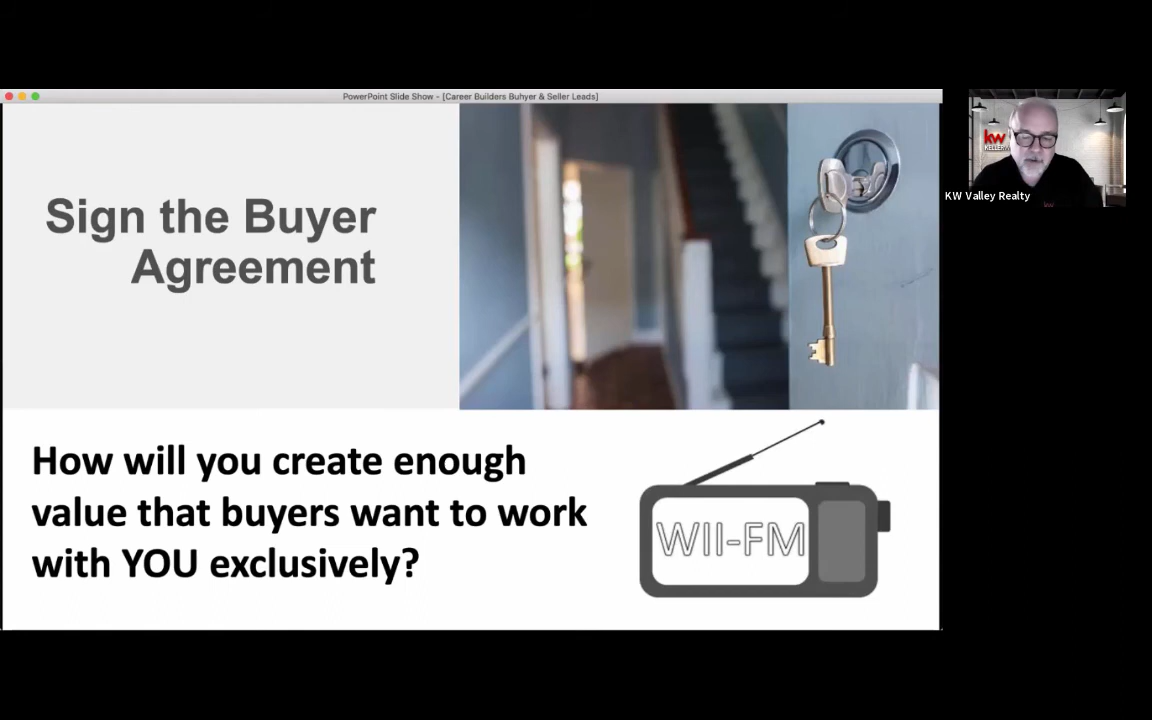 PowerPoint Slide Show - [Career Builders Buhyer & Seller Leads]
Sign the Buyer
Agreement
How will you create enough
value that buyers want to work
with YOU exclusively?
WII-FM
kw
KW Valley Realty